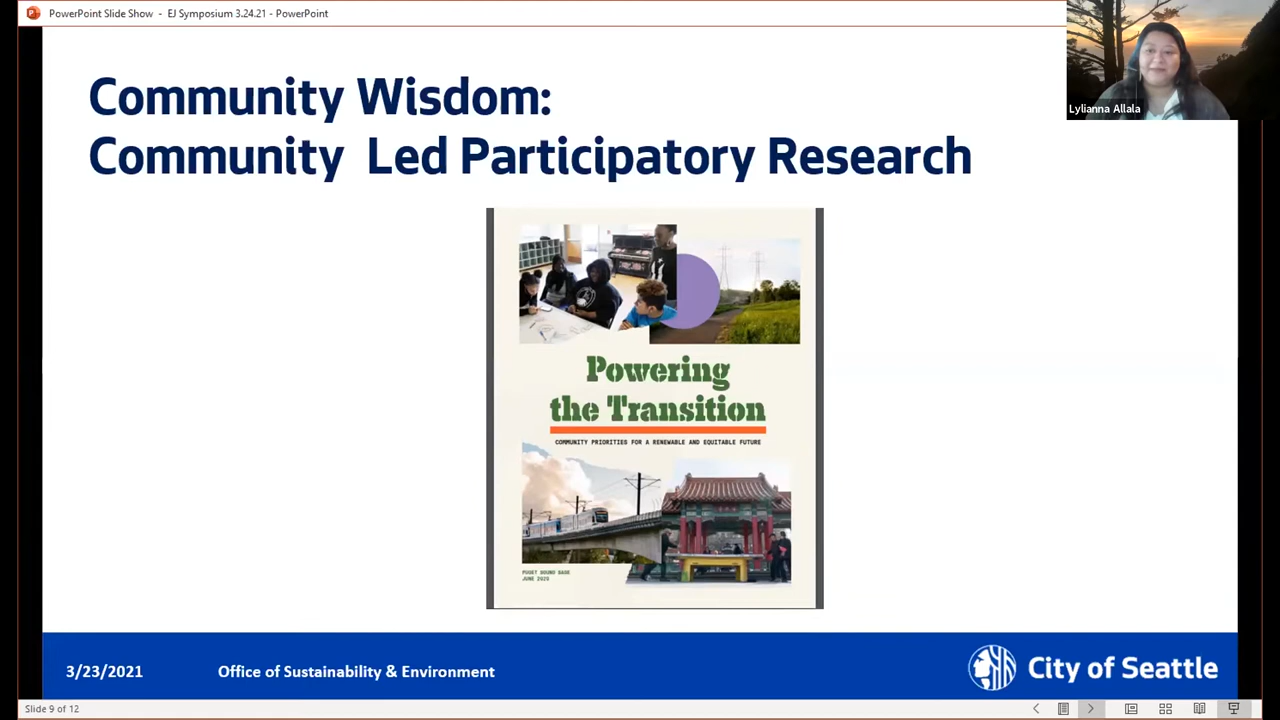 PowerPoint Slide Show - EJ Symposium 3.24.21 - PowerPoint
Lylianna Allala
Community Wisdom:
Community Led Participatory Research
Powering
the Transition
COMMUNITY PRIORITIES FOR A RENEWABLE AND EQUITABLE FUTURE
PUGET SOUND SAGE
JUNE 2020
3/23/2021
Office of Sustainability & Environment
City of Seattle
Slide 9 of 12